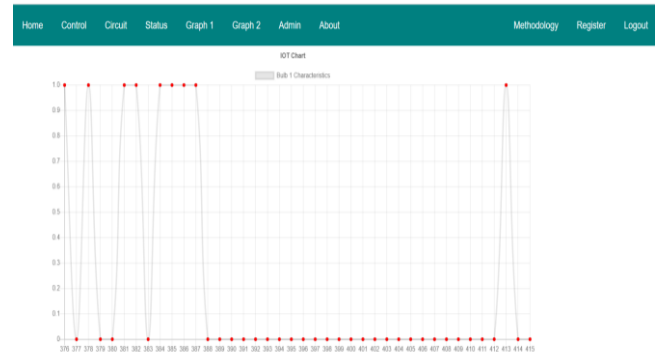 Home Control Circuit Status Graph 1 Graph 2 Admin About Methodology Register Logout
IOT Chart
Bulb 1 Characteristics
1.0
0.9
0.8
0.7
0.6
0.5
0.4
0.3
0.2
0.1
0
376 377 378 379 380 381 382 383 384 385 386 387 388 389 390 391 392 393 394 395 396 397 398 399 400 401 402 403 404 405 406 407 408 409 410 411 412 413 414 415